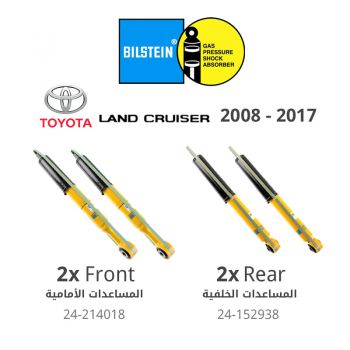 BILSTEIN
GAS
PRESSURE
SHOCK
ABSORBER
TOYOTA LAND CRUISER 2008 - 2017
2x Front
المساعدات الأمامية
24-214018
2x Rear
المساعدات الخلفية
24-152938